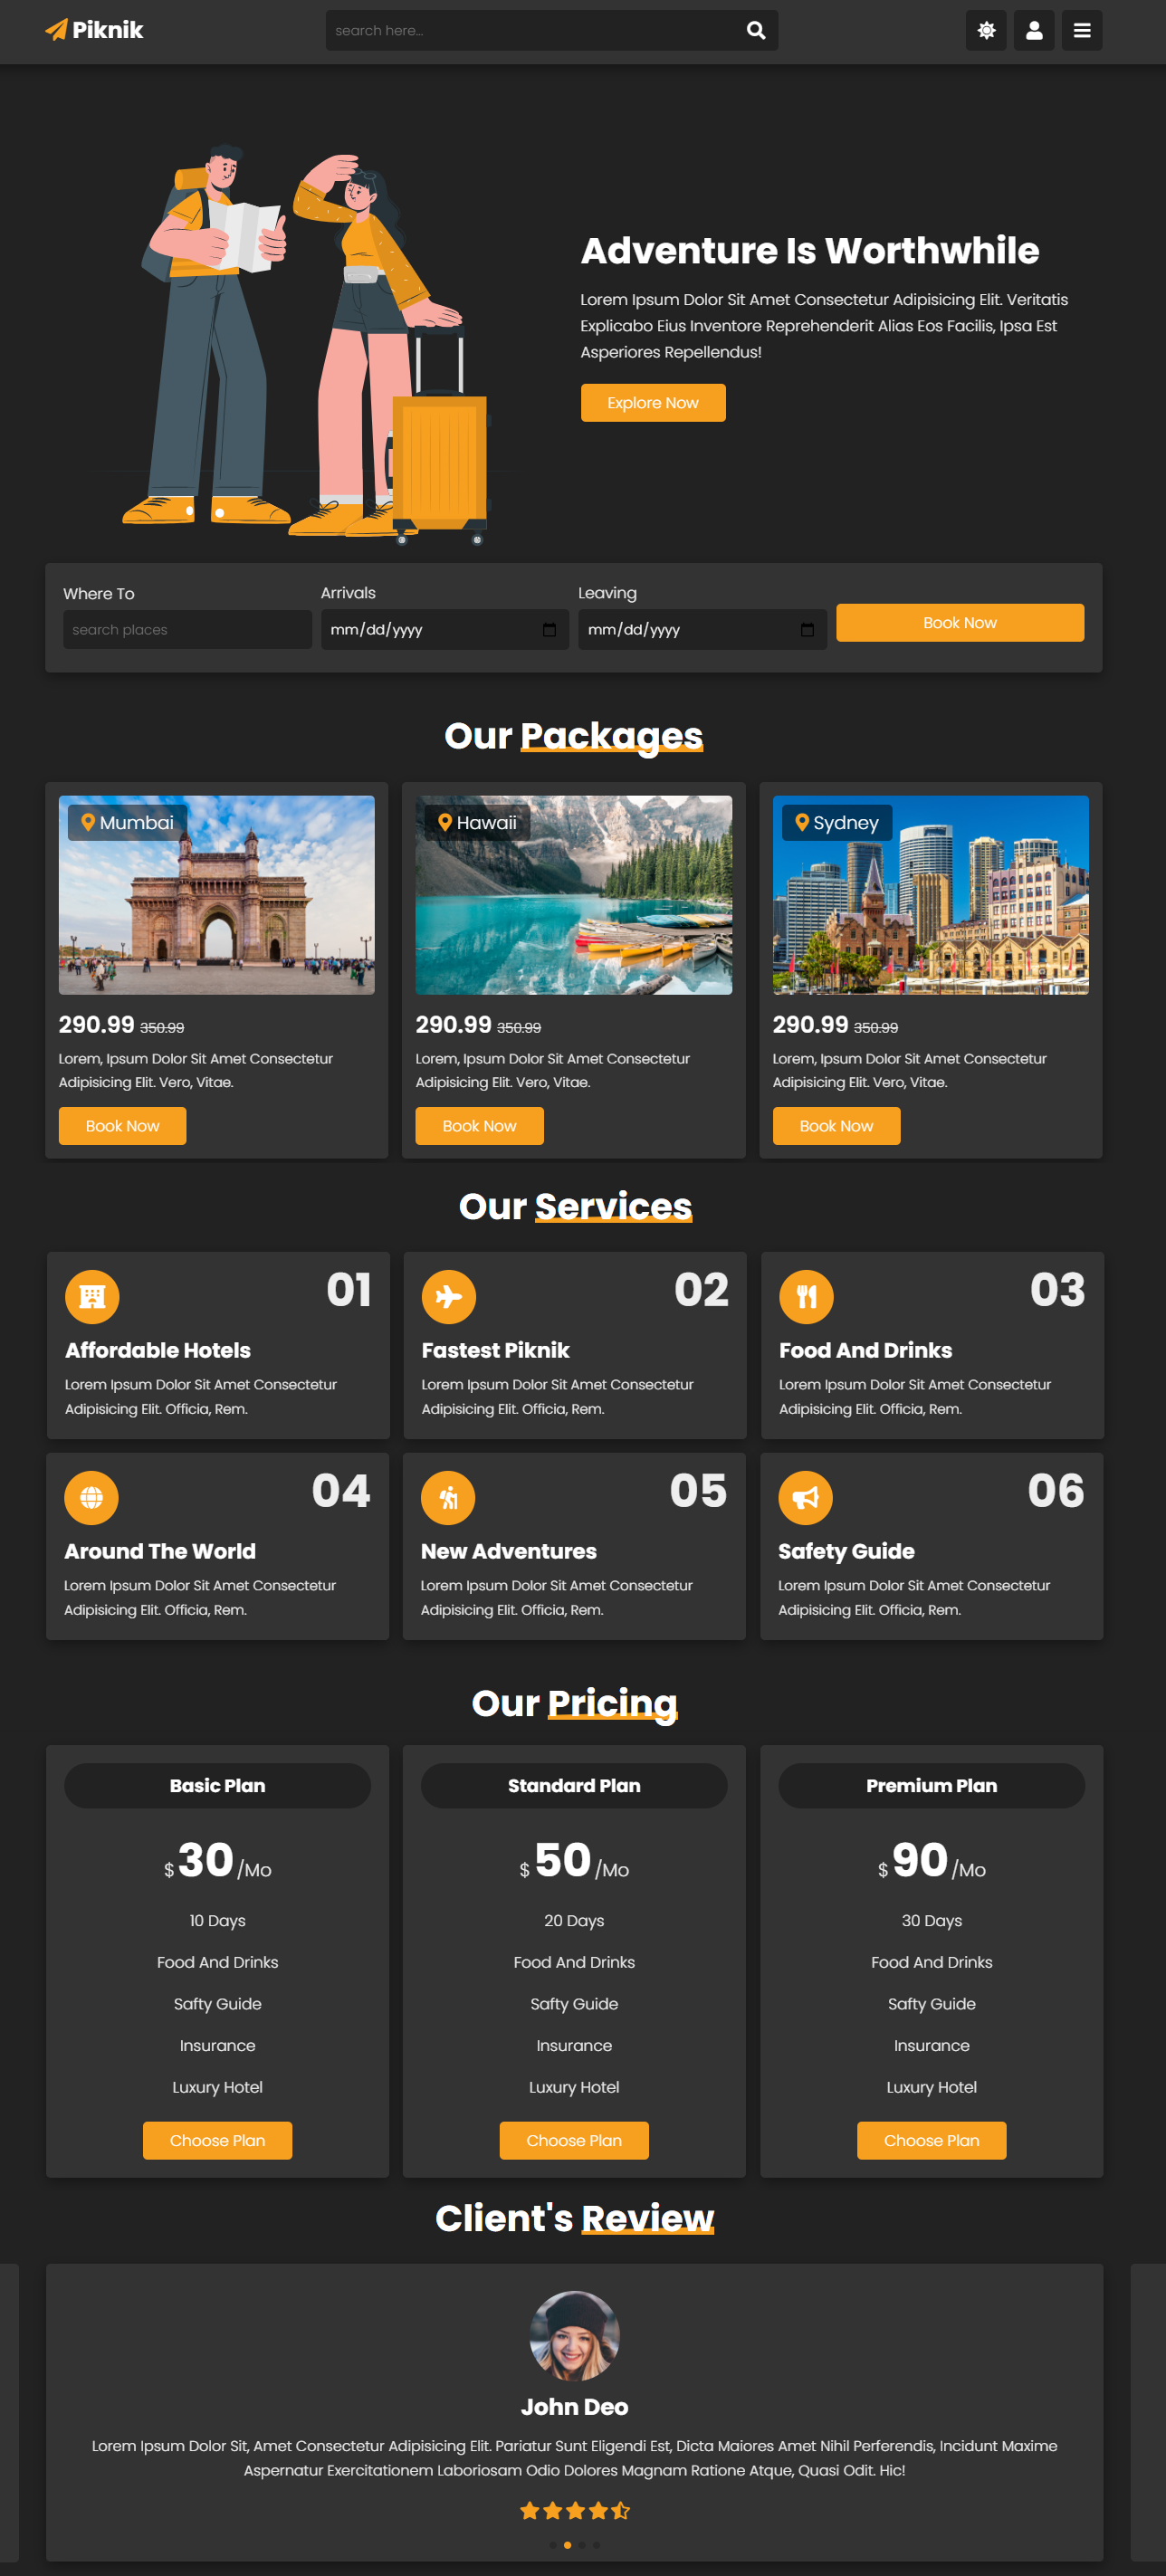 Piknik
search here...
Adventure Is Worthwhile
Lorem Ipsum Dolor Sit Amet Consectetur Adipisicing Elit. Veritatis
Explicabo Eius Inventore Reprehenderit Alias Eos Facilis, Ipsa Est
Asperiores Repellendus!
Explore Now
Where To
search places
Arrivals
mm/dd/yyyy
Leaving
mm/dd/yyyy
Book Now
Our Packages
Mumbai
290.99 350.99
Lorem, Ipsum Dolor Sit Amet Consectetur
Adipisicing Elit. Vero, Vitae.
Book Now
Hawaii
290.99 350.99
Lorem, Ipsum Dolor Sit Amet Consectetur
Adipisicing Elit. Vero, Vitae.
Book Now
Sydney
290.99 350.99
Lorem, Ipsum Dolor Sit Amet Consectetur
Adipisicing Elit. Vero, Vitae.
Book Now
Our Services
01
Affordable Hotels
Lorem Ipsum Dolor Sit Amet Consectetur
Adipisicing Elit. Officia, Rem.
02
Fastest Piknik
Lorem Ipsum Dolor Sit Amet Consectetur
Adipisicing Elit. Officia, Rem.
03
Food And Drinks
Lorem Ipsum Dolor Sit Amet Consectetur
Adipisicing Elit. Officia, Rem.
04
Around The World
Lorem Ipsum Dolor Sit Amet Consectetur
Adipisicing Elit. Officia, Rem.
05
New Adventures
Lorem Ipsum Dolor Sit Amet Consectetur
Adipisicing Elit. Officia, Rem.
06
Safety Guide
Lorem Ipsum Dolor Sit Amet Consectetur
Adipisicing Elit. Officia, Rem.
Our Pricing
Basic Plan
$ 30 /Mo
10 Days
Food And Drinks
Safty Guide
Insurance
Luxury Hotel
Choose Plan
Standard Plan
$ 50 /Mo
20 Days
Food And Drinks
Safty Guide
Insurance
Luxury Hotel
Choose Plan
Premium Plan
$ 90 /Mo
30 Days
Food And Drinks
Safty Guide
Insurance
Luxury Hotel
Choose Plan
Client's Review
John Deo
Lorem Ipsum Dolor Sit, Amet Consectetur Adipisicing Elit. Pariatur Sunt Eligendi Est, Dicta Maiores Amet Nihil Perferendis, Incidunt Maxime
Aspernatur Exercitationem Laboriosam Odio Dolores Magnam Ratione Atque, Quasi Odit. Hic!